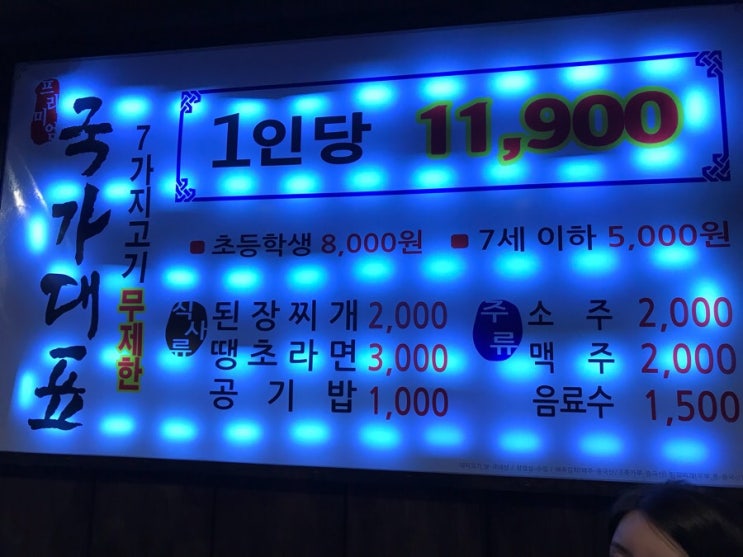 프리미엄
국가대표
7가지고기 무제한
1인당 11,900
초등학생 8,000원
7세 이하 5,000원
식사류
된장찌개 2,000
땡초라면 3,000
공기밥 1,000
주류
소주 2,000
맥주 2,000
음료수 1,500